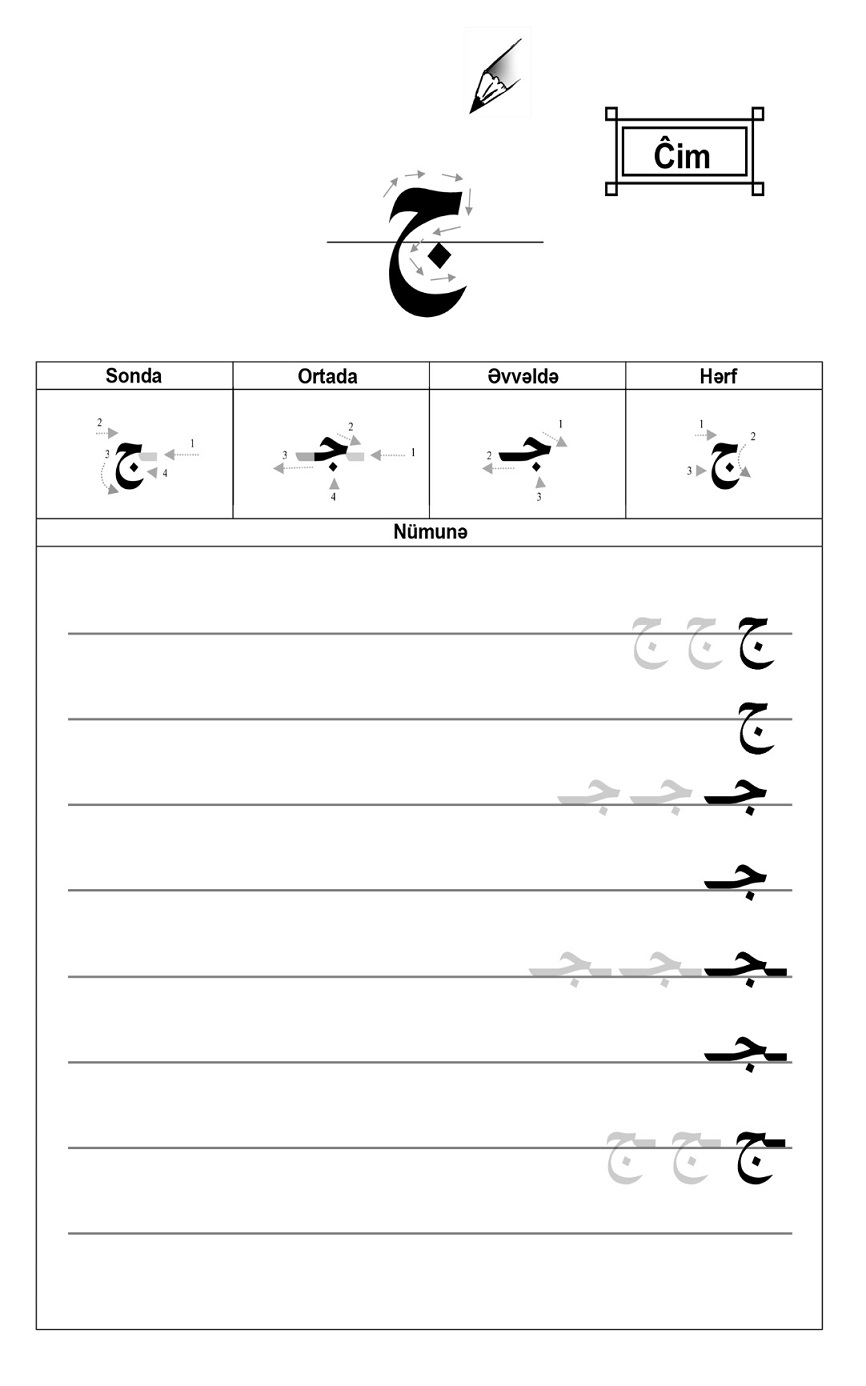 Ĉim
ج
Sonda Ortada Əvvəldə Hərf
2 1 3 ج 4
2 3 ـجـ 1 4
1 2 جـ 3
1 2 3 ج
Nümunə
ج ج ج
ج
جـ جـ جـ
جـ
ـجـ ـجـ ـجـ
ـجـ
ـج ـج ـج